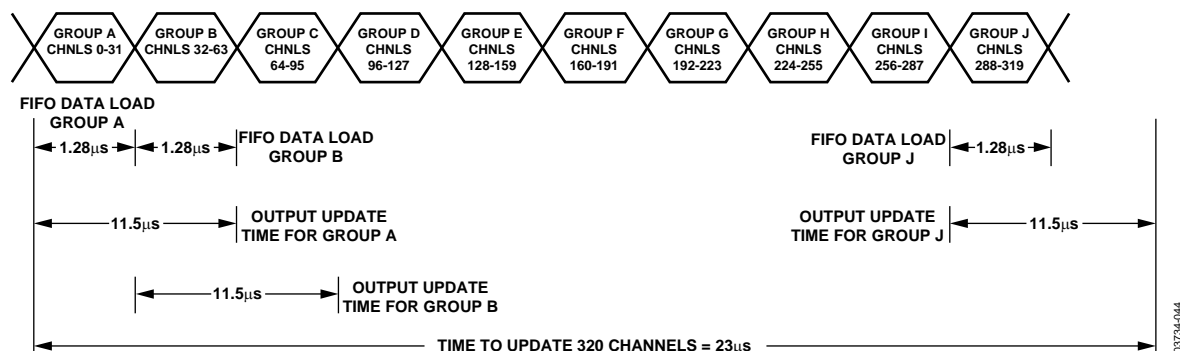 GROUP A
CHNLS 0-31
GROUP B
CHNLS 32-63
GROUP C
CHNLS
64-95
GROUP D
CHNLS
96-127
GROUP E
CHNLS
128-159
GROUP F
CHNLS
160-191
GROUP G
CHNLS
192-223
GROUP H
CHNLS
224-255
GROUP I
CHNLS
256-287
GROUP J
CHNLS
288-319
FIFO DATA LOAD
GROUP A
1.28μs
1.28μs
FIFO DATA LOAD
GROUP B
FIFO DATA LOAD
GROUP J
1.28μs
11.5μs
OUTPUT UPDATE
TIME FOR GROUP A
OUTPUT UPDATE
TIME FOR GROUP J
11.5μs
11.5μs
OUTPUT UPDATE
TIME FOR GROUP B
TIME TO UPDATE 320 CHANNELS = 23μs
03734-044